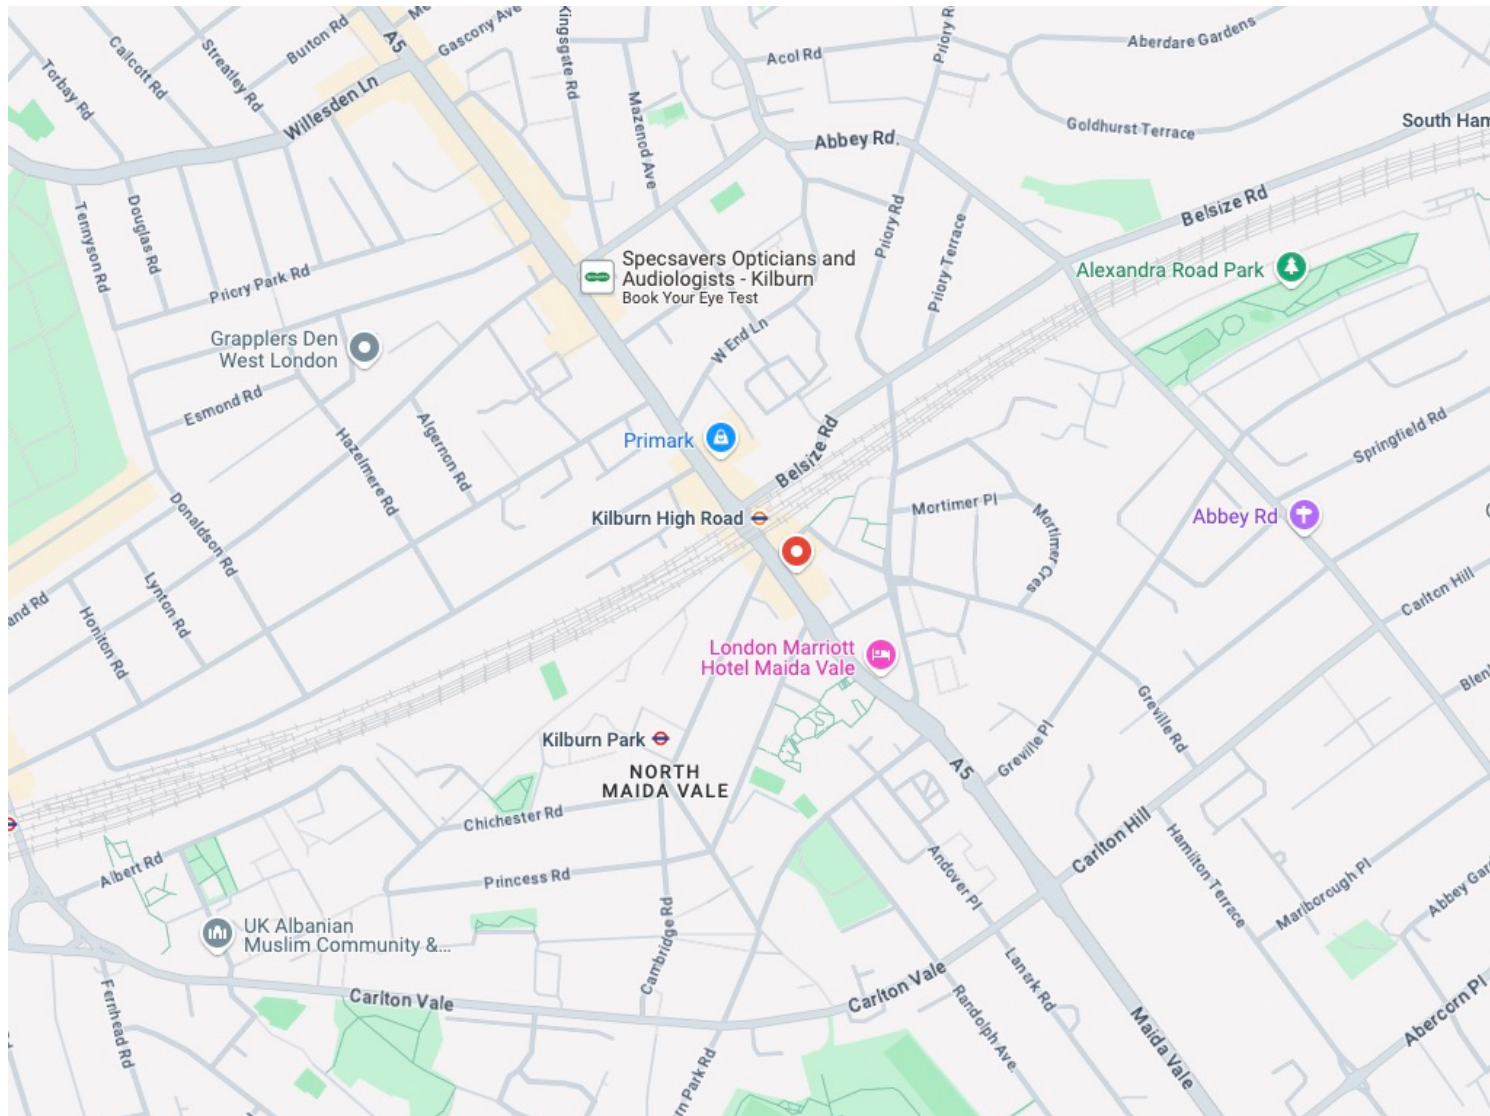 Mo
Kingsgate Rd
Priory R
Burton Rd
A5
Gascony Ave
Callcott Rd
Streatley Rd
Acol Rd
Aberdare Gardens
Torbay Rd
Willesden Ln
Mazenod Ave
Abbey Rd.
Goldhurst Terrace
South Ham
Tennyson Rd
Douglas Rd
Priory Rd
Priory Terrace
Belsize Rd
Specsavers Opticians and
Audiologists - Kilburn
Book Your Eye Test
Alexandra Road Park
Priory Park Rd
Grapplers Den
West London
W End Ln
Esmond Rd
Algernon Rd
Hazelmere Rd
Primark
Belsize Rd
Springfield Rd
Donaldson Rd
Kilburn High Road
Mortimer Pl
Mortimer Cres
Abbey Rd
Lynton Rd
Honiton Rd
and Rd
Carlton Hill
London Marriott
Hotel Maida Vale
Blenh
Kilburn Park
Greville Rd
Greville Pl
A5
NORTH
MAIDA VALE
Chichester Rd
Carlton Hill
Albert Rd
Princess Rd
Andover Pl
Hamilton Terrace
Marlborough Pl
Abbey Gar
UK Albanian
Muslim Community &...
Cambridge Rd
Lanark Rd
Carlton Vale
Carlton Vale
Fernhead Rd
Randolph Ave.
Maida Vale
Abercorn Pl
rn Park Rd